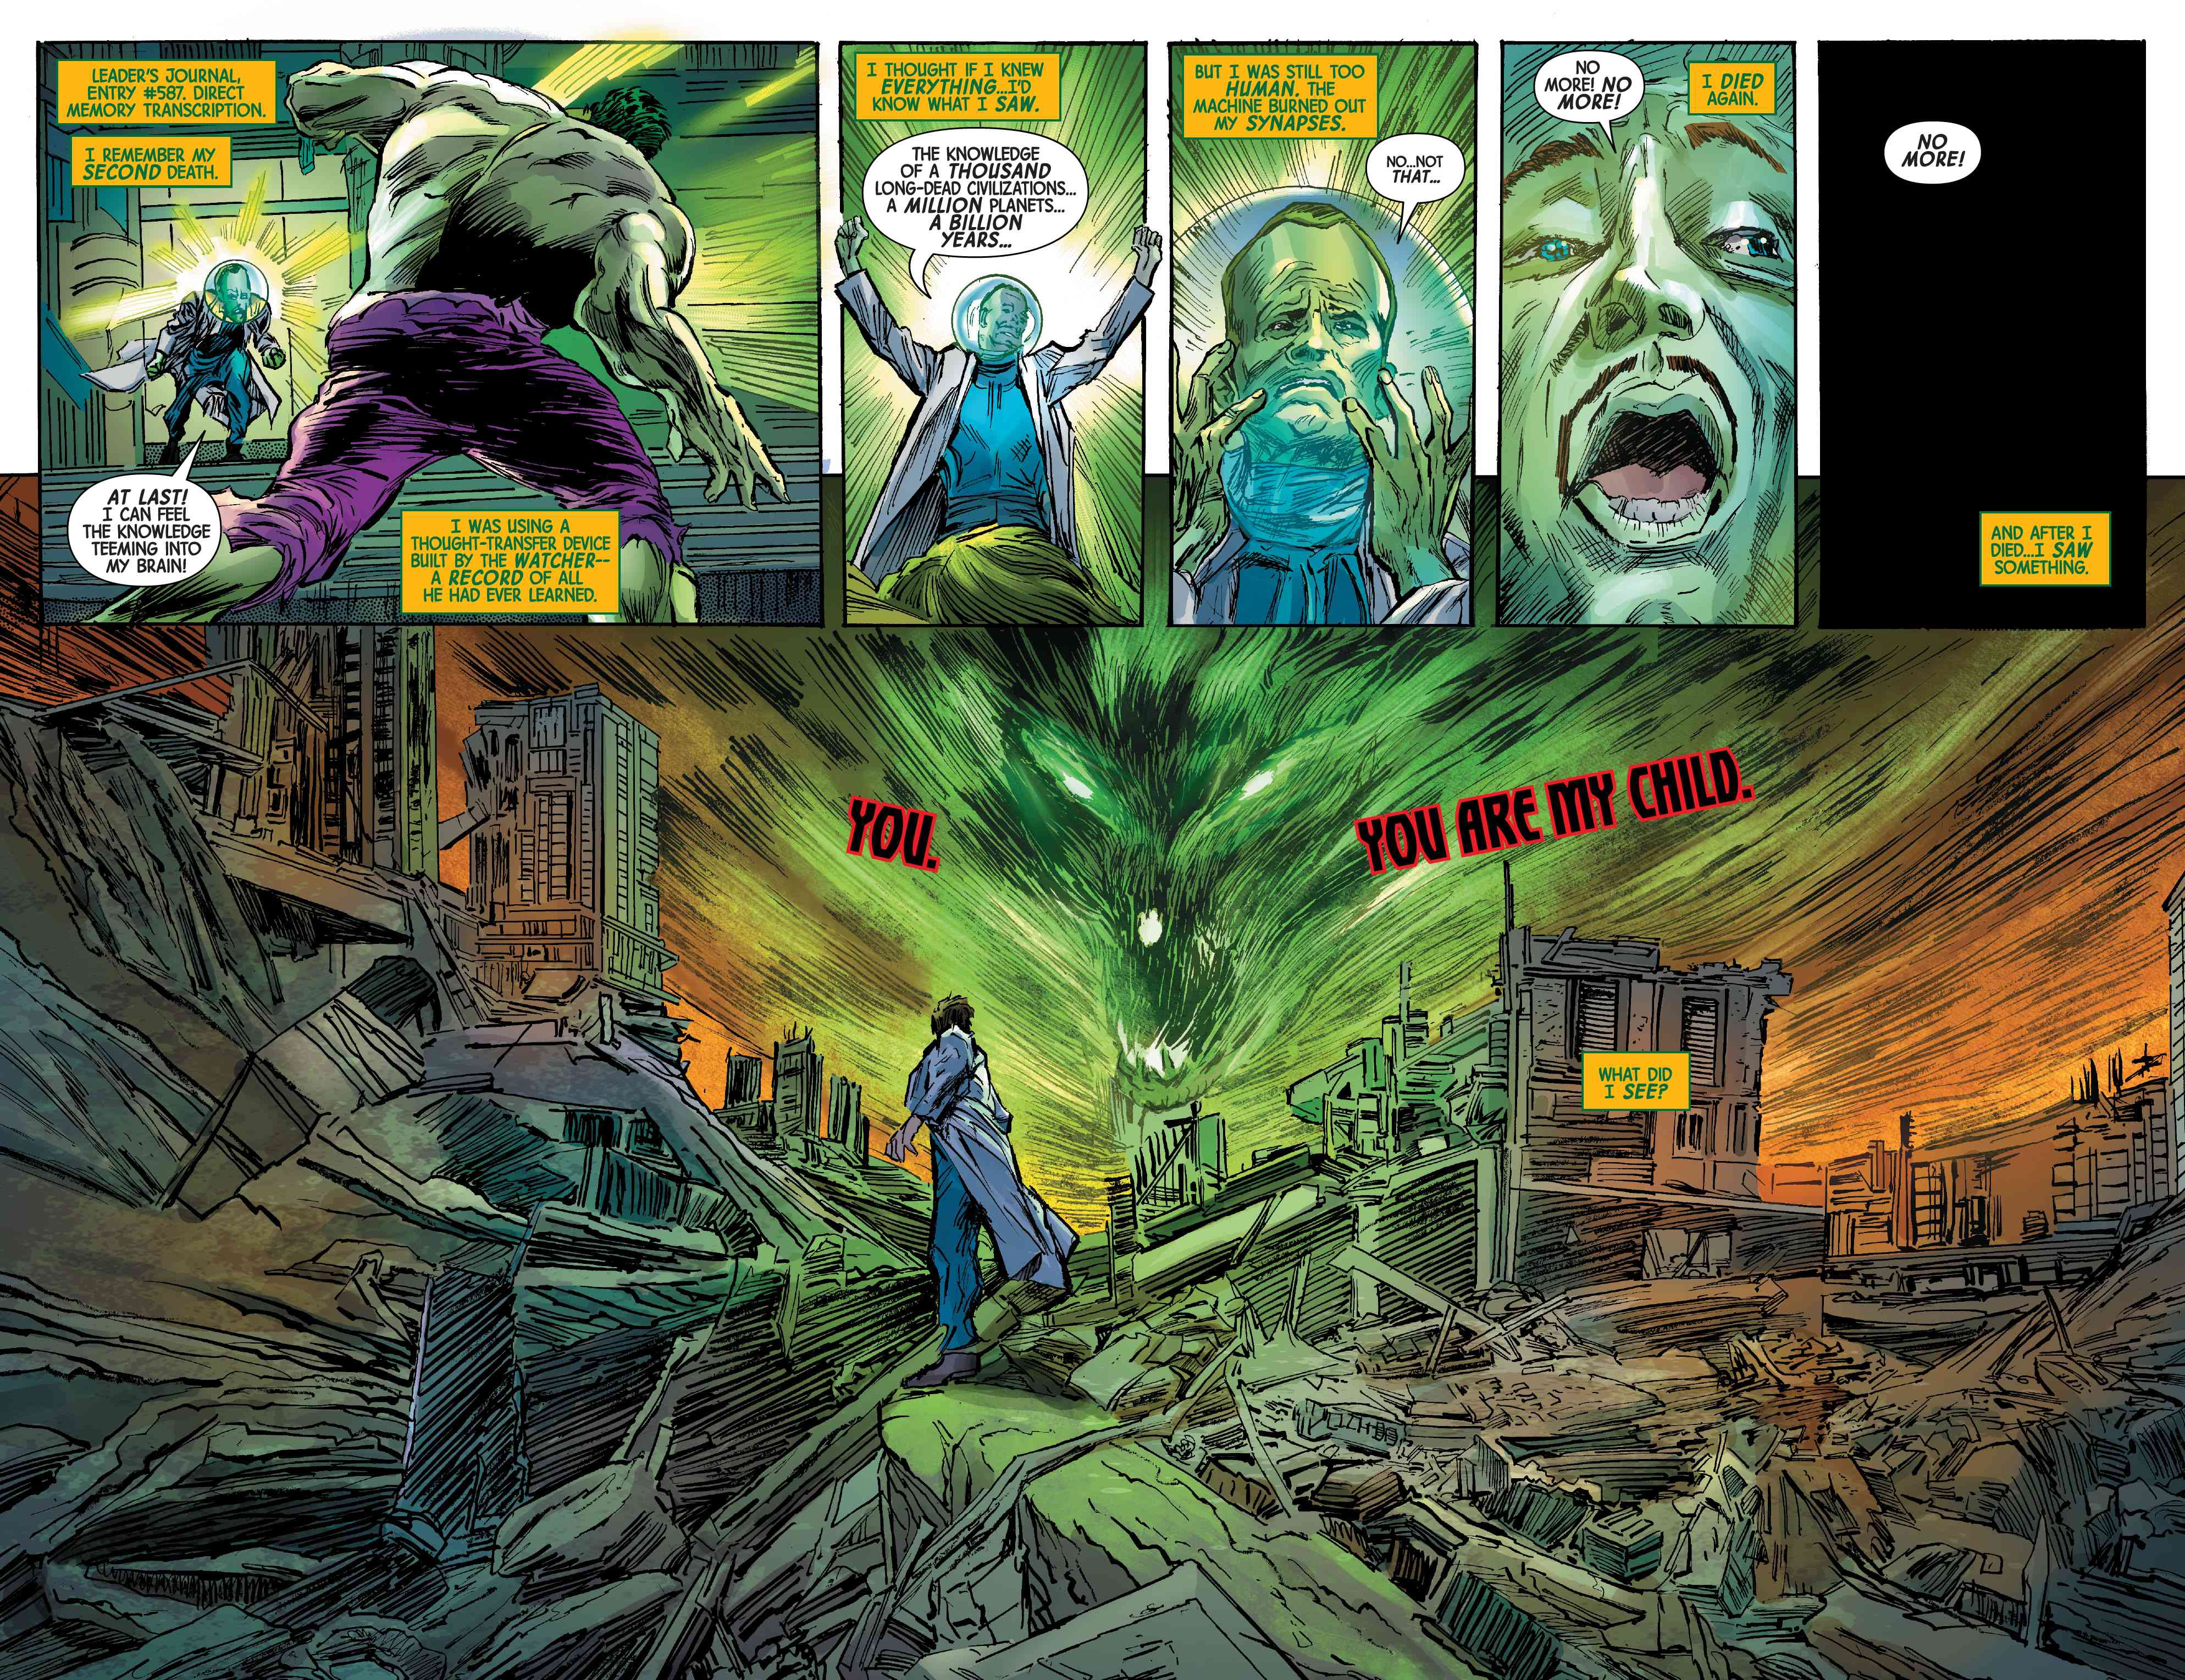 LEADER'S JOURNAL,
ENTRY #587. DIRECT
MEMORY TRANSCRIPTION.
I REMEMBER MY
SECOND DEATH.
AT LAST!
I CAN FEEL
THE KNOWLEDGE
TEEMING INTO
MY BRAIN!
I WAS USING A
THOUGHT-TRANSFER DEVICE
BUILT BY THE WATCHER--
A RECORD OF ALL
HE HAD EVER LEARNED.
I THOUGHT IF I KNEW
EVERYTHING...I'D
KNOW WHAT I SAW.
THE KNOWLEDGE
OF A THOUSAND
LONG-DEAD CIVILIZATIONS...
A MILLION PLANETS...
A BILLION
YEARS...
BUT I WAS STILL TOO
HUMAN. THE
MACHINE BURNED OUT
MY SYNAPSES.
NO...NOT
THAT...
NO
MORE! NO
MORE!
I DIED
AGAIN.
NO
MORE!
AND AFTER I
DIED...I SAW
SOMETHING.
YOU.
YOU ARE MY CHILD.
WHAT DID
I SEE?